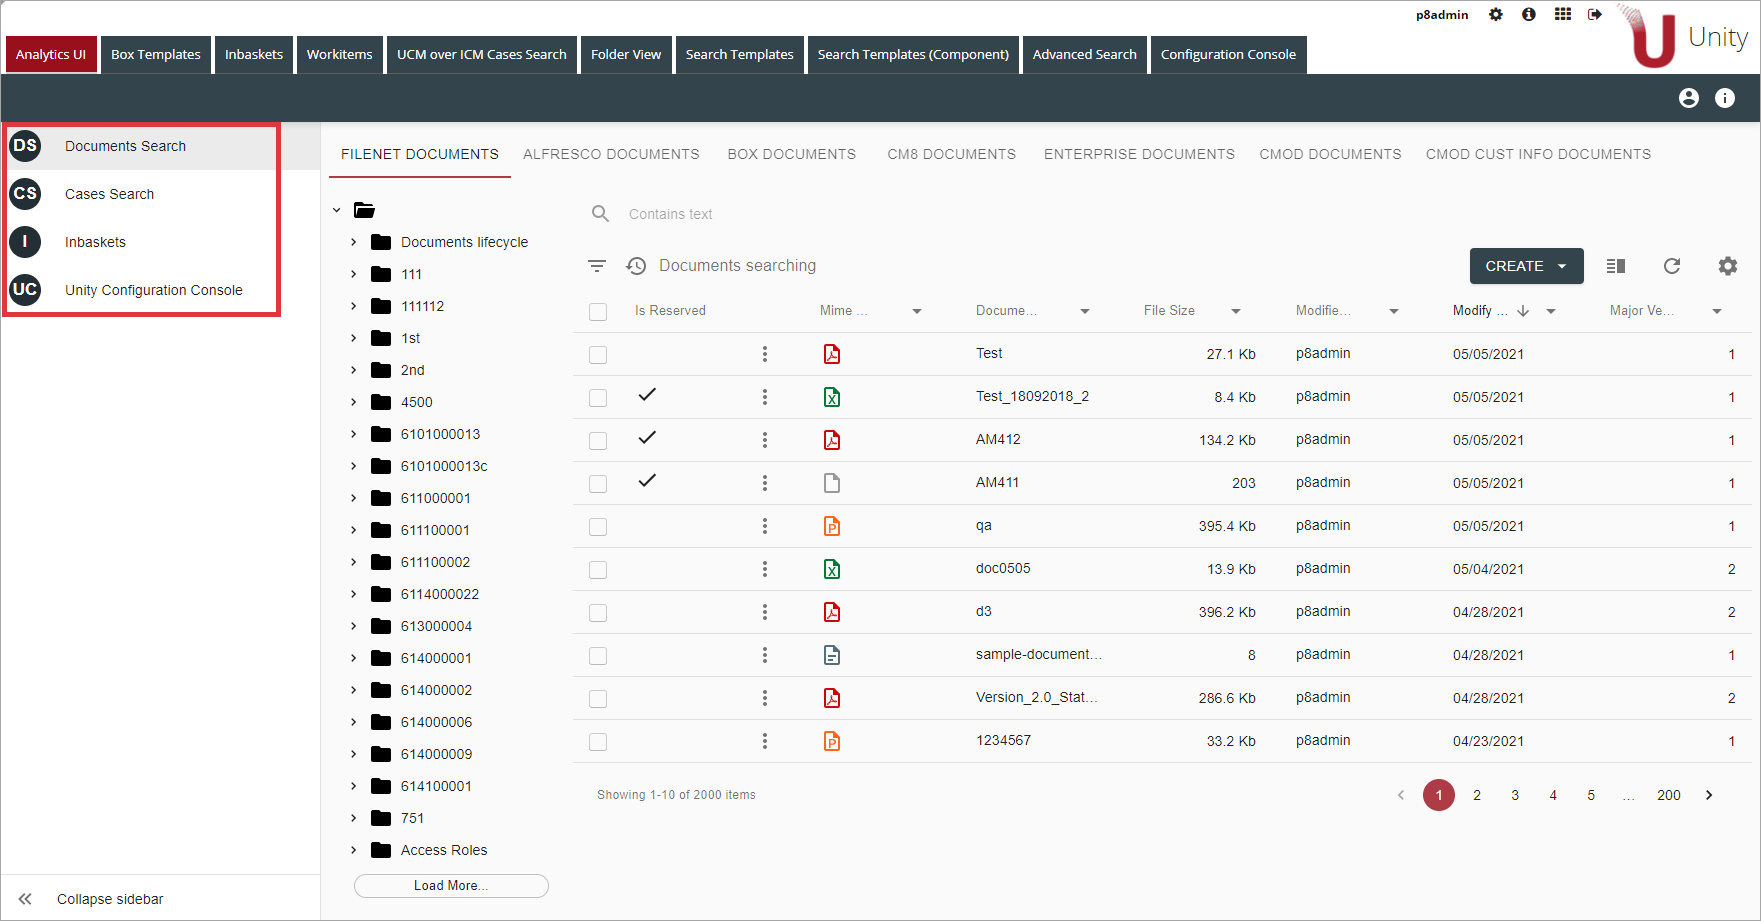 p8admin
Unity
Analytics UI Box Templates Inbaskets Workitems UCM over ICM Cases Search Folder View Search Templates Search Templates (Component) Advanced Search Configuration Console
DS Documents Search
CS Cases Search
I Inbaskets
UC Unity Configuration Console
Collapse sidebar
FILENET DOCUMENTS ALFRESCO DOCUMENTS BOX DOCUMENTS CM8 DOCUMENTS ENTERPRISE DOCUMENTS CMOD DOCUMENTS CMOD CUST INFO DOCUMENTS
Documents lifecycle
111
111112
1st
2nd
4500
6101000013
6101000013c
611000001
611100001
611100002
6114000022
613000004
614000001
614000002
614000006
614000009
614100001
751
Access Roles
Load More...
Contains text
Documents searching CREATE
Is Reserved Mime ... Docume... File Size Modifie... Modify ... Major Ve...
Test 27.1 Kb p8admin 05/05/2021 1
Test_18092018_2 8.4 Kb p8admin 05/05/2021 1
AM412 134.2 Kb p8admin 05/05/2021 1
AM411 203 p8admin 05/05/2021 1
qa 395.4 Kb p8admin 05/05/2021 1
doc0505 13.9 Kb p8admin 05/04/2021 2
d3 396.2 Kb p8admin 04/28/2021 2
sample-document... 8 p8admin 04/28/2021 1
Version_2.0_Stat... 286.6 Kb p8admin 04/28/2021 2
1234567 33.2 Kb p8admin 04/23/2021 1
Showing 1-10 of 2000 items 1 2 3 4 5 ... 200